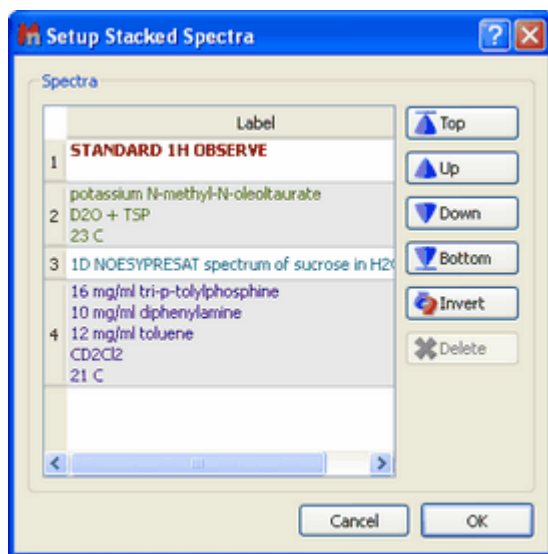 Setup Stacked Spectra
Spectra
Label
1 STANDARD 1H OBSERVE
potassium N-methyl-N-oleoltaurate
2 D2O + TSP
23 C
3 1D NOESYPRESAT spectrum of sucrose in H2
16 mg/ml tri-p-tolylphosphine
10 mg/ml diphenylamine
4 12 mg/ml toluene
CD2Cl2
21 C
Top
Up
Down
Bottom
Invert
Delete
Cancel
OK